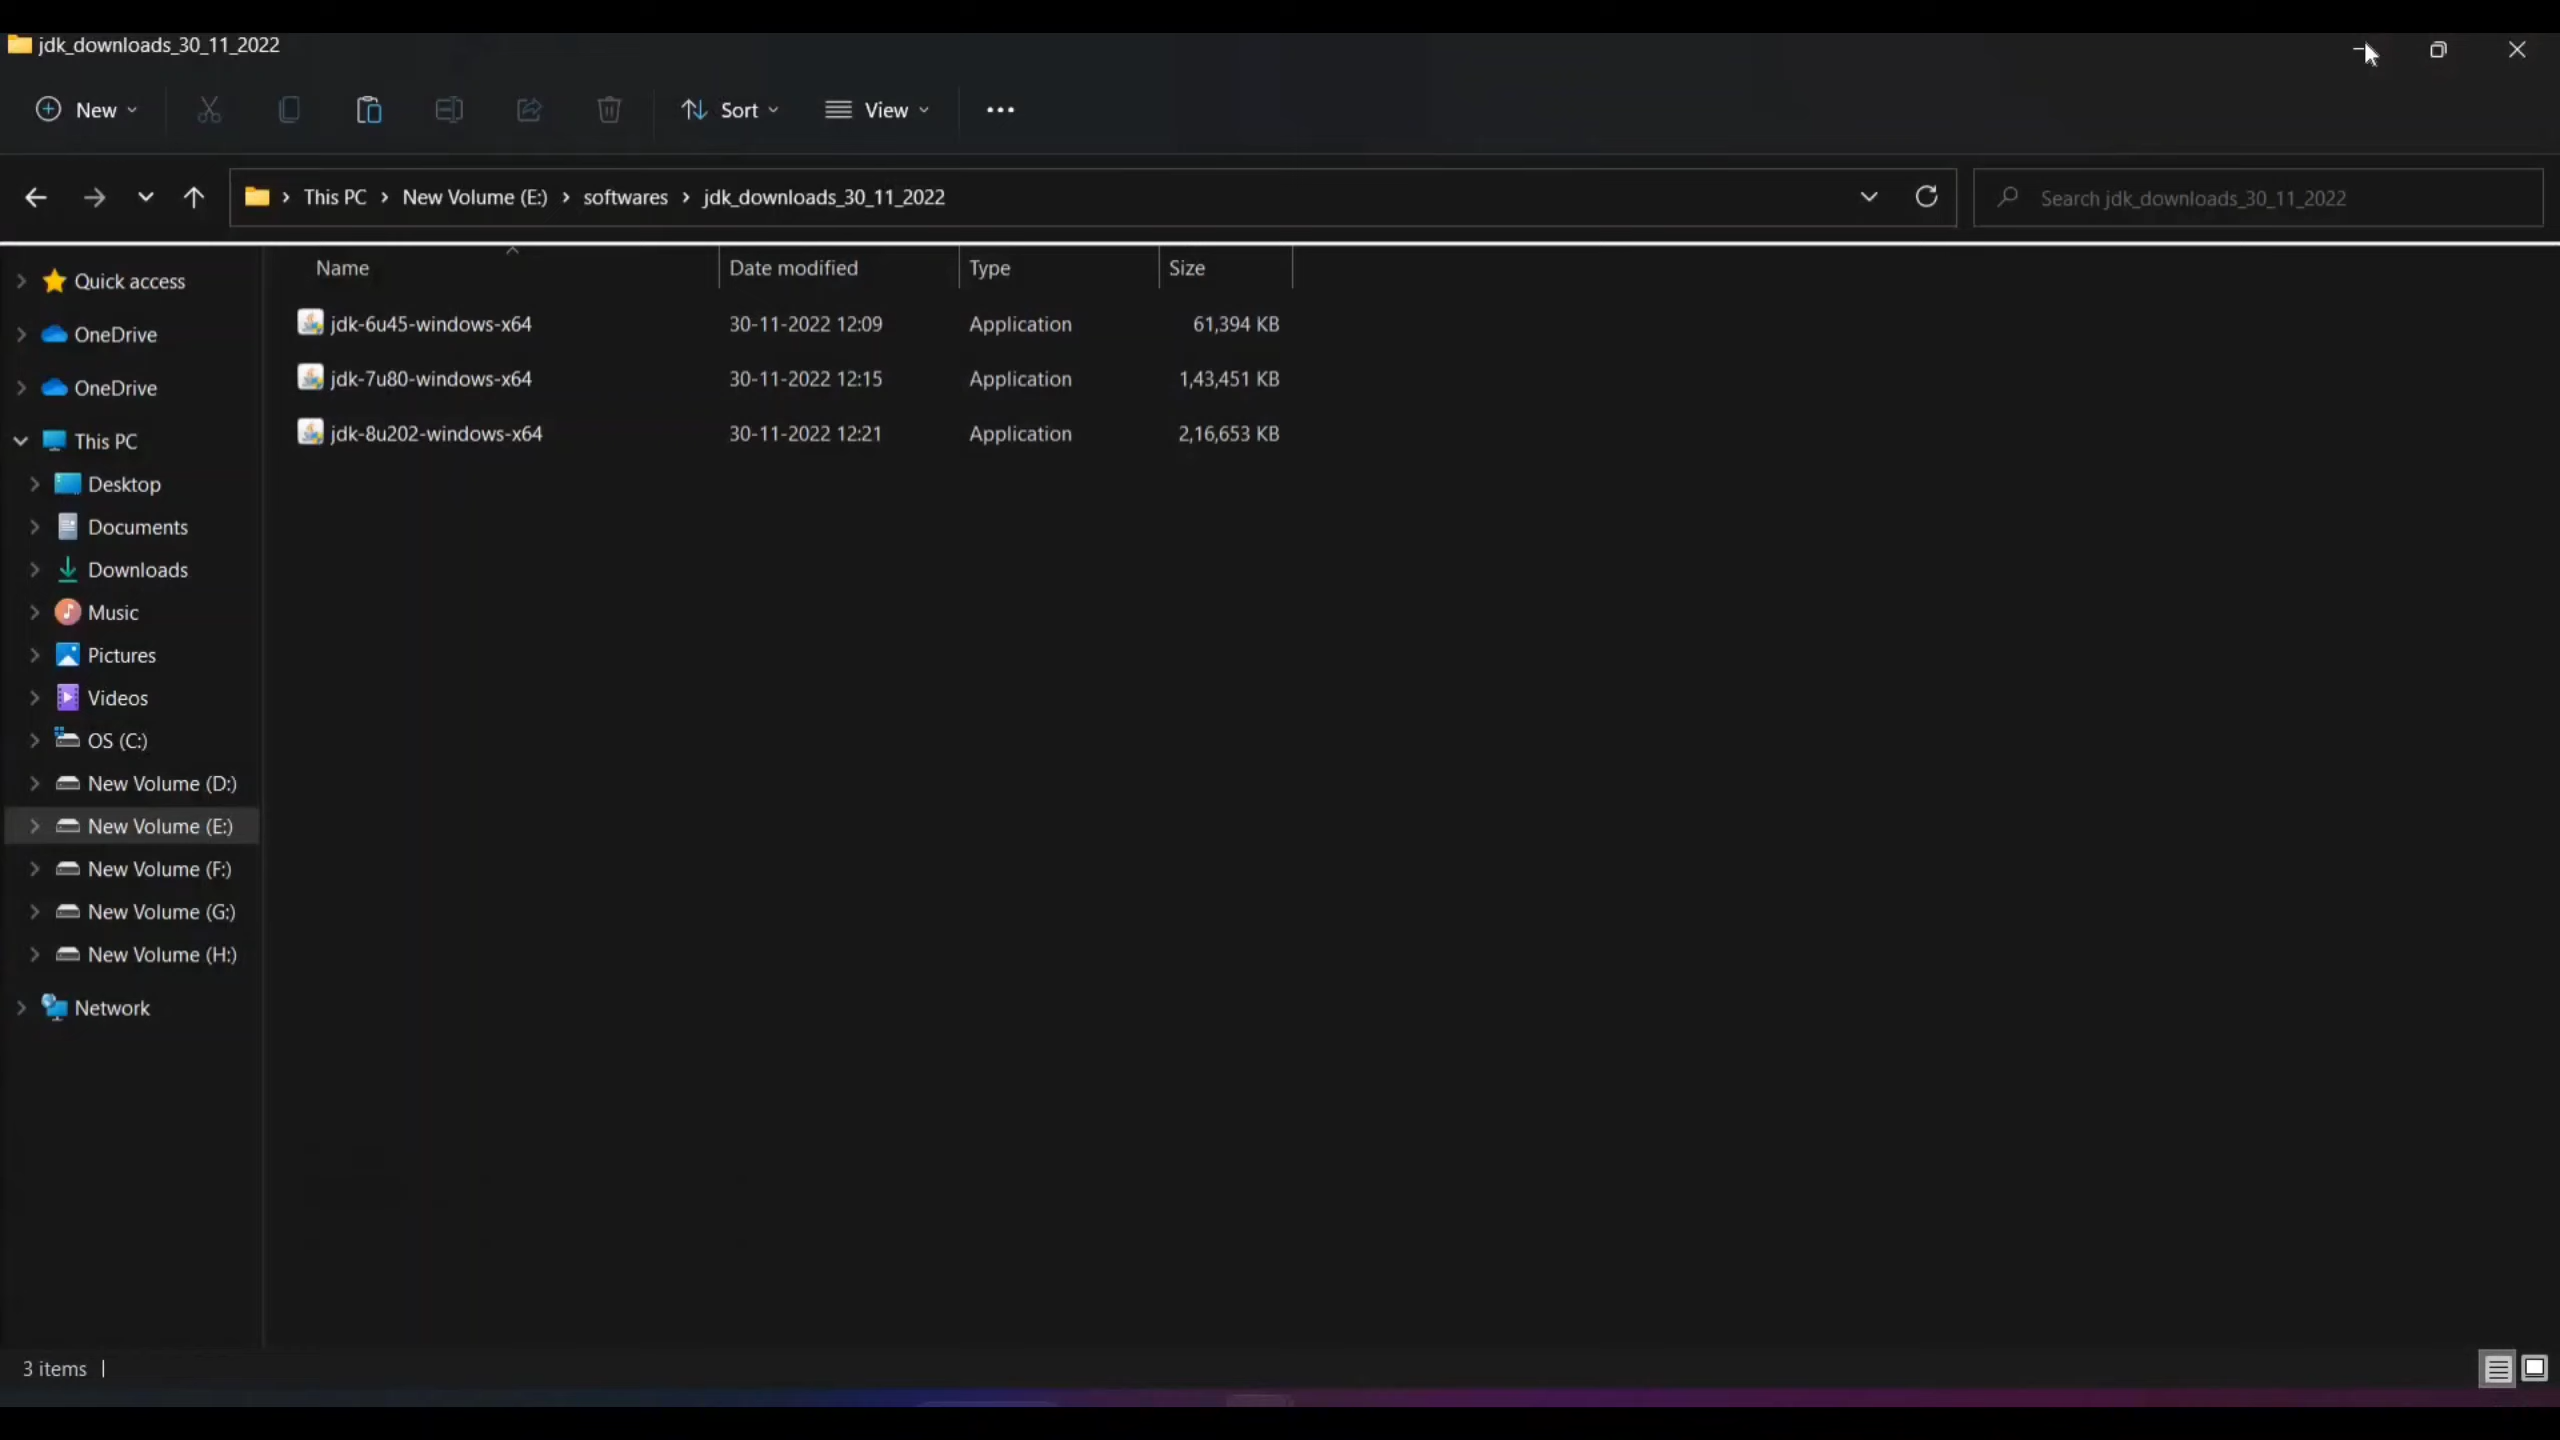 jdk_downloads_30_11_2022
New Sort View
This PC New Volume (E:) softwares jdk_downloads_30_11_2022 Search jdk_downloads_30_11_2022
Name Date modified Type Size
jdk-6u45-windows-x64 30-11-2022 12:09 Application 61,394 KB
jdk-7u80-windows-x64 30-11-2022 12:15 Application 1,43,451 KB
jdk-8u202-windows-x64 30-11-2022 12:21 Application 2,16,653 KB
Quick access
OneDrive
OneDrive
This PC
Desktop
Documents
Downloads
Music
Pictures
Videos
OS (C:)
New Volume (D:)
New Volume (E:)
New Volume (F:)
New Volume (G:)
New Volume (H:)
Network
3 items